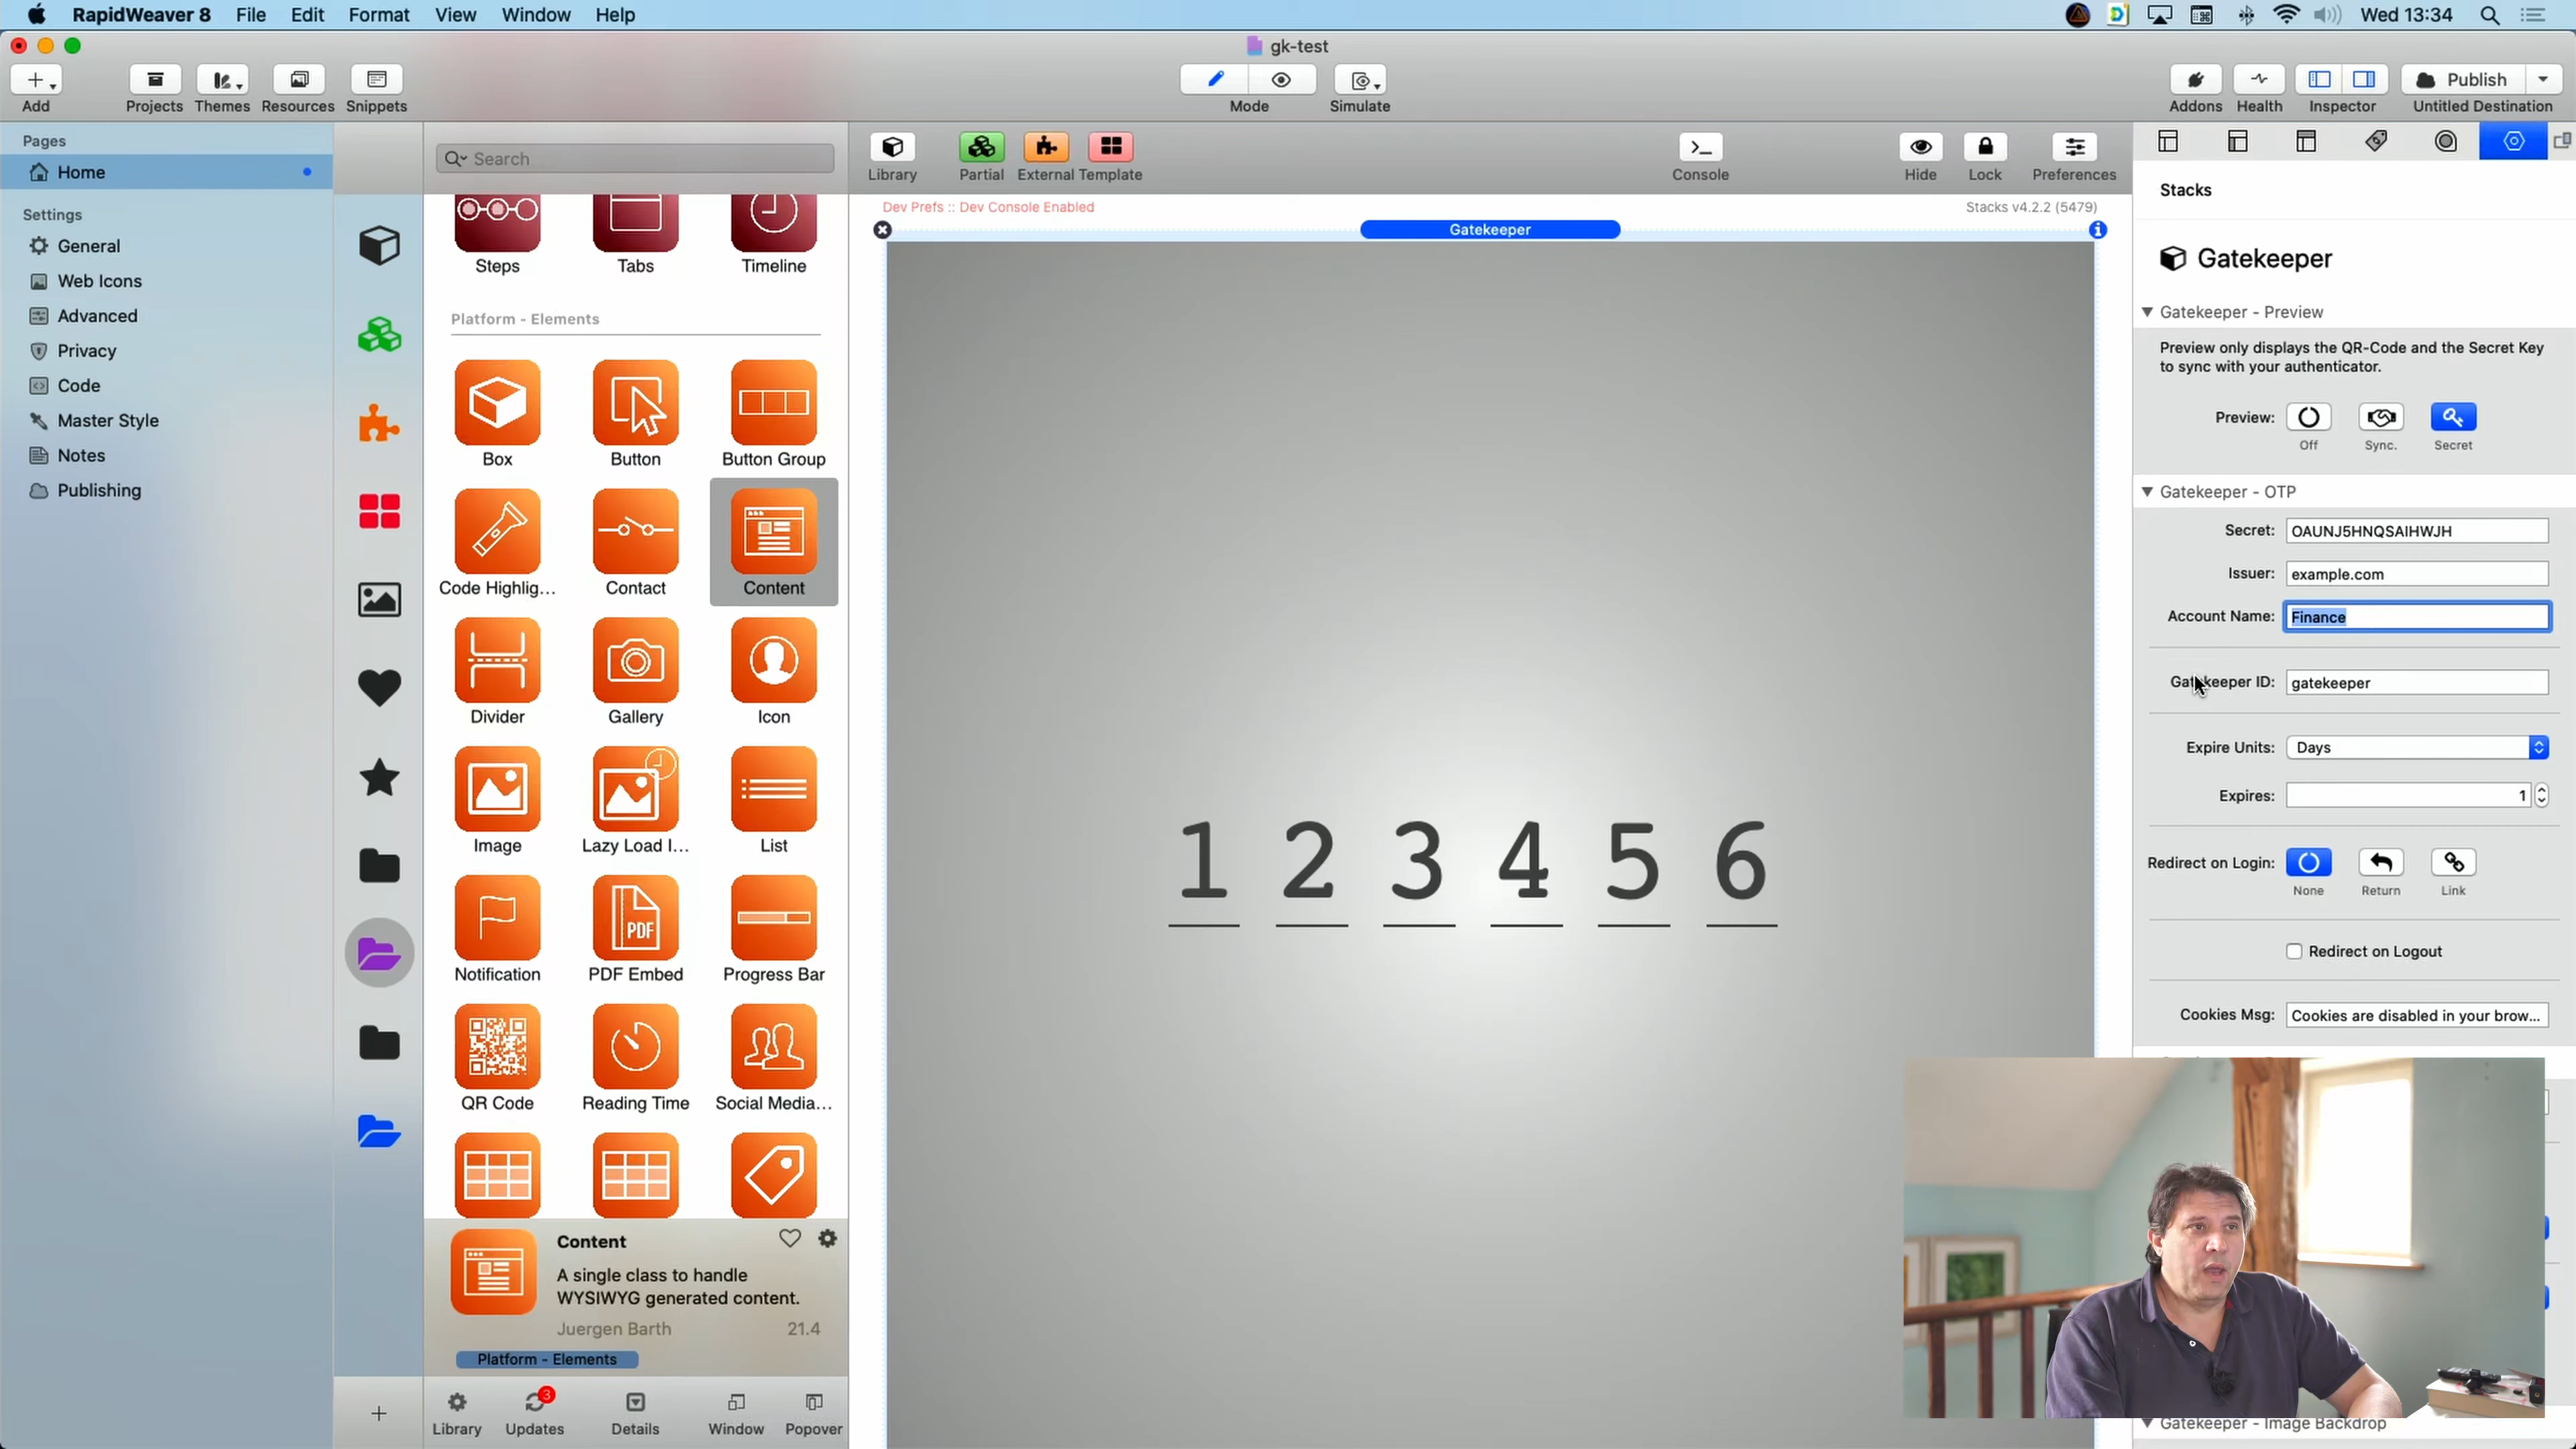 RapidWeaver 8 File Edit Format View Window Help Wed 13:34
gk-test
Add Projects Themes Resources Snippets Mode Simulate Addons Health Inspector Publish Untitled Destination
Pages
Home
Settings
General
Web Icons
Advanced
Privacy
Code
Master Style
Notes
Publishing
Search
Steps Tabs Timeline
Platform - Elements
Box Button Button Group
Code Highlig... Contact Content
Divider Gallery Icon
Image Lazy Load I... List
PDF
Notification PDF Embed Progress Bar
QR Code Reading Time Social Media...
Content
A single class to handle
WYSIWYG generated content.
Juergen Barth 21.4
Platform - Elements
3
Library Updates Details Window Popover
Library Partial External Template Console Hide Lock Preferences
Dev Prefs :: Dev Console Enabled Stacks v4.2.2 (5479)
Gatekeeper
1 2 3 4 5 6
Stacks
Gatekeeper
Gatekeeper - Preview
Preview only displays the QR-Code and the Secret Key
to sync with your authenticator.
Preview: Off Sync. Secret
Gatekeeper - OTP
Secret: OAUNJ5HNQSAIHWJH
Issuer: example.com
Account Name: Finance
Gatekeeper ID: gatekeeper
Expire Units: Days
Expires: 1
Redirect on Login: None Return Link
Redirect on Logout
Cookies Msg: Cookies are disabled in your brow...
Gatekeeper - Image Backdrop